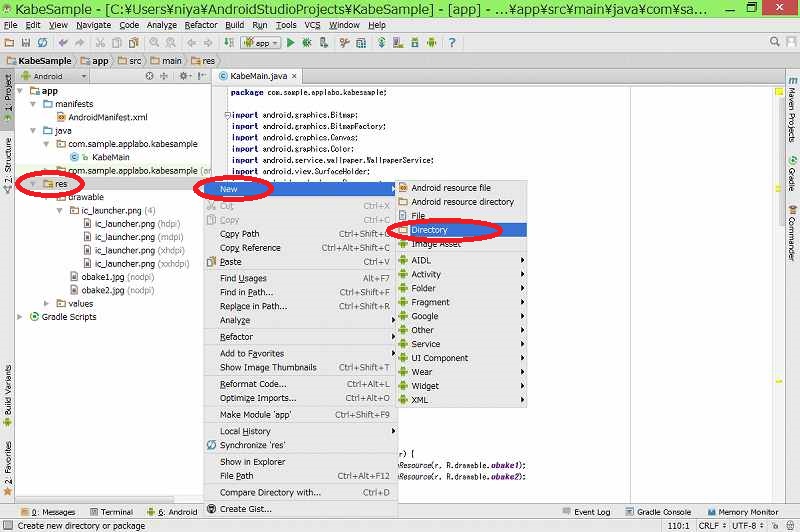 KabeSample - [C:¥Users¥niya¥AndroidStudioProjects¥KabeSample] - [app] - ...¥app¥src¥main¥java¥com¥sa...
File Edit View Navigate Code Analyze Refactor Build Run Tools VCS Window Help
app
KabeSample app src main res
Android
KabeMain.java
1: Project
7: Structure
Build Variants
2: Favorites
app
manifests
AndroidManifest.xml
java
com.sample.applabo.kabesample
KabeMain
com.sample.applabo.kabesample
res
drawable
ic_launcher.png (4)
ic_launcher.png (hdpi)
ic_launcher.png (mdpi)
ic_launcher.png (xhdpi)
ic_launcher.png (xxhdpi)
obake1.jpg (nodpi)
obake2.jpg (nodpi)
values
Gradle Scripts
package com.sample.applabo.kabesample;
import android.graphics.Bitmap;
import android.graphics.BitmapFactory;
import android.graphics.Canvas;
import android.graphics.Color;
import android.service.wallpaper.WallpaperService;
import android.view.SurfaceHolder;
New
Cut Ctrl+X
Copy Ctrl+C
Copy Path
Copy Reference Ctrl+Alt+Shift+C
Paste Ctrl+V
Find Usages Alt+F7
Find in Path... Ctrl+Shift+F
Replace in Path... Ctrl+Shift+R
Analyze
Refactor
Add to Favorites
Show Image Thumbnails Ctrl+Shift+T
Reformat Code... Ctrl+Alt+L
Optimize Imports... Ctrl+Alt+O
Make Module 'app' Ctrl+Shift+F9
Local History
Synchronize 'res'
Show in Explorer
File Path Ctrl+Alt+F12
Compare Directory with... Ctrl+D
Create Gist...
Android resource file
Android resource directory
File
Directory
Image Asset
AIDL
Activity
Folder
Fragment
Google
Other
Service
UI Component
Wear
Widget
XML
r) {
Resource(r, R.drawable.obake1);
Resource(r, R.drawable.obake2);
Maven Projects
Gradle
Commander
0: Messages Terminal 6: Android Event Log Gradle Console Memory Monitor
Create new directory or package 110:1 CRLF UTF-8